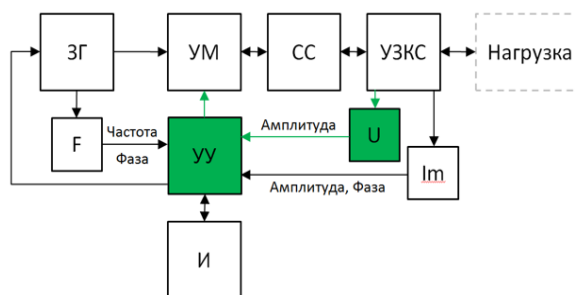 ЗГ
УМ
СС
УЗКС
Нагрузка
F
Частота
Фаза
УУ
Амплитуда
U
Амплитуда, Фаза
Im
И